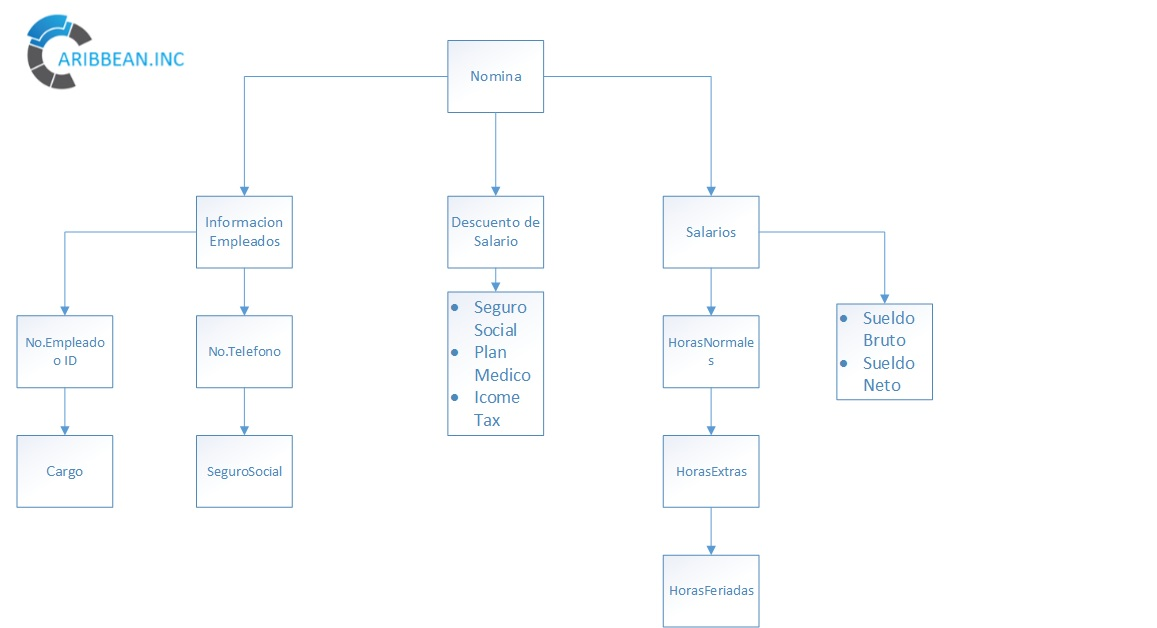 ARIBBEAN.INC
Nomina
Informacion
Empleados
Descuento de
Salario
Salarios
No.Empleado
o ID
No.Telefono
• Seguro
Social
• Plan
Medico
• Icome
Tax
HorasNormale
s
• Sueldo
Bruto
• Sueldo
Neto
Cargo
SeguroSocial
HorasExtras
HorasFeriadas